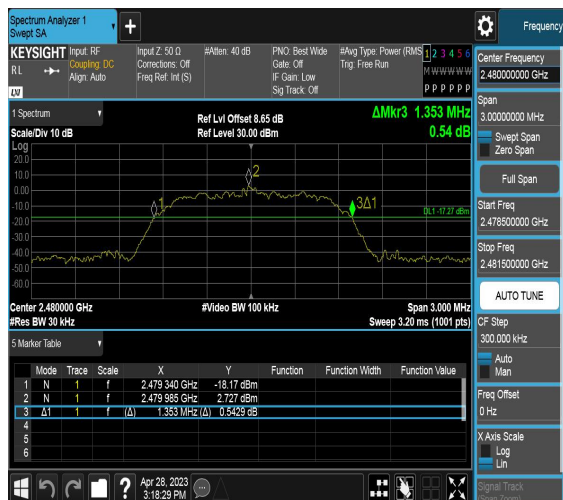 Spectrum Analyzer 1
Swept SA
Frequency
KEYSIGHT Input: RF Input Z: 50 Ω #Atten: 40 dB PNO: Best Wide #Avg Type: Power (RMS 1 2 3 4 5 6
RL Coupling: DC Corrections: Off Gate: Off Trig: Free Run M W W W W W
Align: Auto Freq Ref: Int (S) IF Gain: Low
Sig Track: Off P P P P P P
LXI
1 Spectrum
Scale/Div 10 dB
Ref Lvl Offset 8.65 dB
Ref Level 30.00 dBm
ΔMkr3 1.353 MHz
0.54 dB
Log
20.0
10.0
0.00
-10.0
-20.0
-30.0
-40.0
-50.0
-60.0
1
2
3Δ1
DL1 -17.27 dBm
Center 2.480000 GHz #Video BW 100 kHz Span 3.000 MHz
#Res BW 30 kHz Sweep 3.20 ms (1001 pts)
5 Marker Table
Mode Trace Scale X Y Function Function Width Function Value
1 N 1 f 2.479 340 GHz -18.17 dBm
2 N 1 f 2.479 985 GHz 2.727 dBm
3 Δ1 1 f (Δ) 1.353 MHz (Δ) 0.5429 dB
4
5
6
Center Frequency
2.480000000 GHz
Span
3.00000000 MHz
Swept Span
Zero Span
Full Span
Start Freq
2.478500000 GHz
Stop Freq
2.481500000 GHz
AUTO TUNE
CF Step
300.000 kHz
Auto
Man
Freq Offset
0 Hz
X Axis Scale
Log
Lin
Signal Track
(Span Zoom)
?
Apr 28, 2023
3:18:29 PM